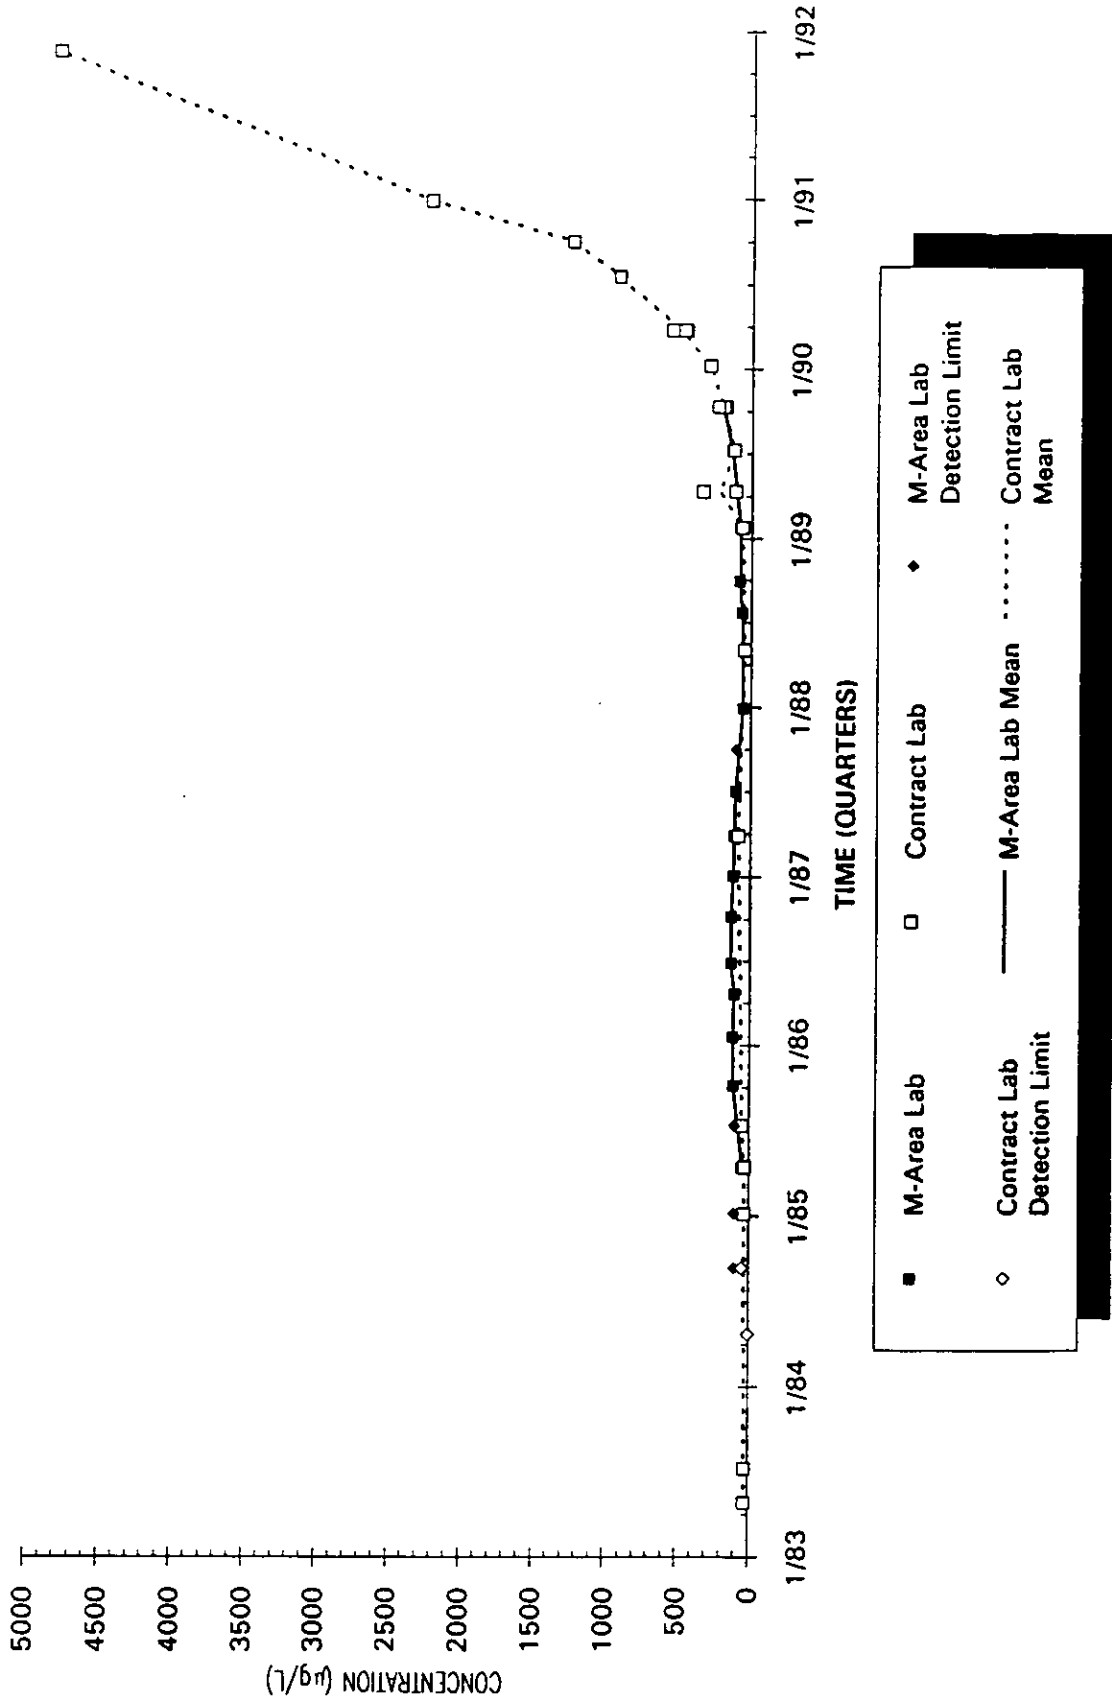 CONCENTRATION (µg/L)
5000
4500
4000
3500
3000
2500
2000
1500
1000
500
0
1/83
1/84
1/85
1/86
1/87
1/88
1/89
1/90
1/91
1/92
TIME (QUARTERS)
M-Area Lab
Contract Lab
M-Area Lab
Detection Limit
Contract Lab
Detection Limit
M-Area Lab Mean
Contract Lab
Mean